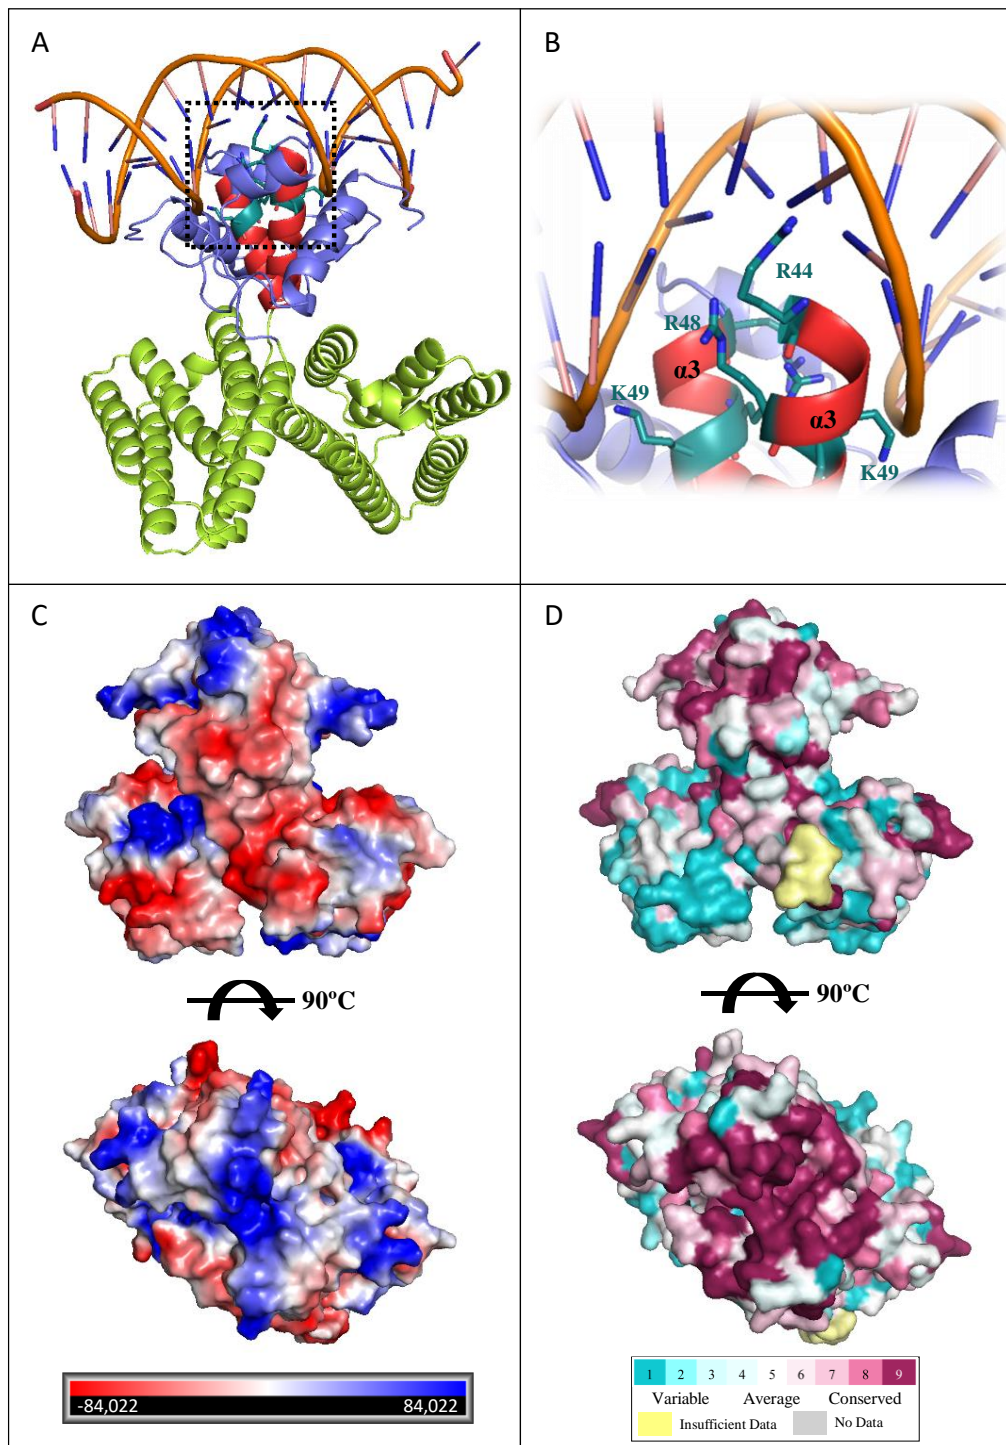 A
B
R44
R48
α3
K49
α3
K49
C
D
90ºC
90ºC
-84,022 84,022
1 2 3 4 5 6 7 8 9
Variable Average Conserved
Insufficient Data No Data